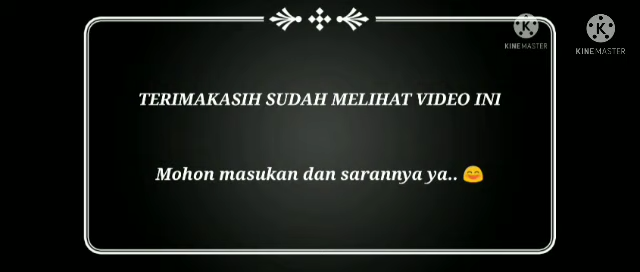 KINEMASTER
KINEMASTER
TERIMAKASIH SUDAH MELIHAT VIDEO INI
Mohon masukan dan sarannya ya.. 😊